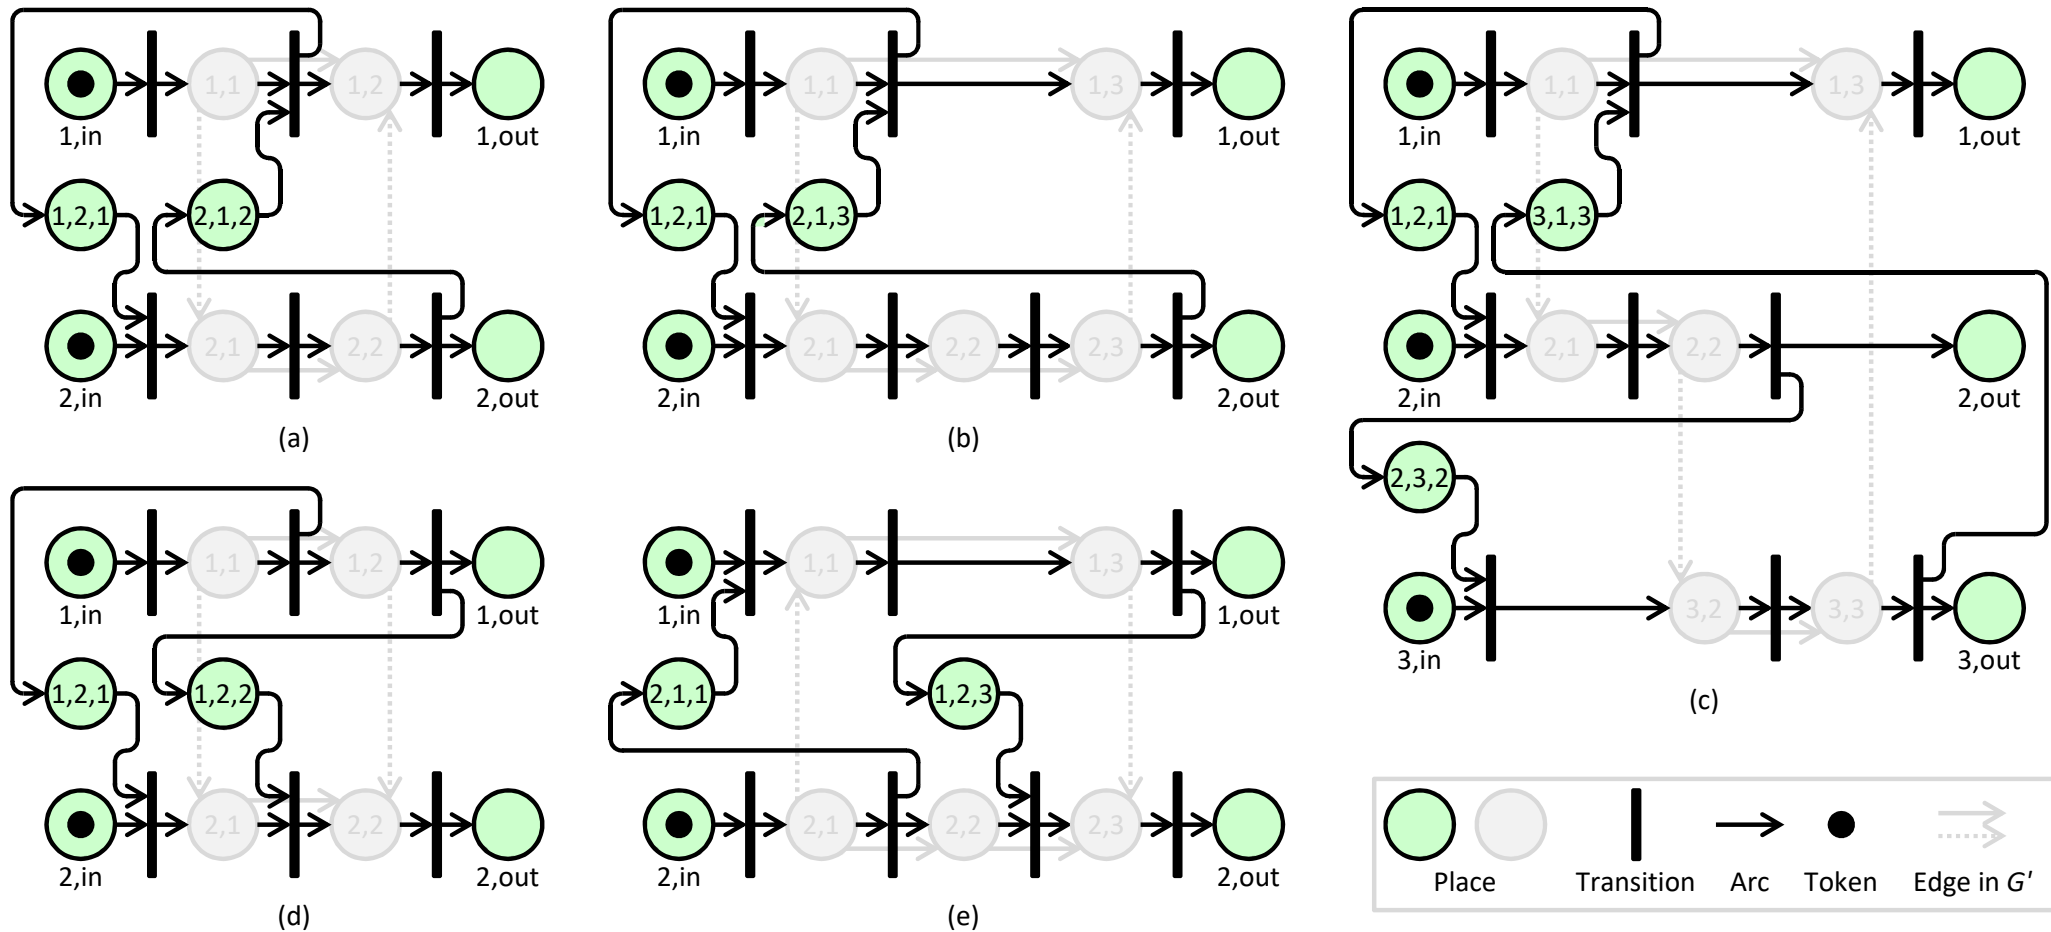 1,1
1,2
1,in
1,out
1,2,1
2,1,2
2,1
2,2
2,in
2,out
(a)
1,1
1,3
1,in
1,out
1,2,1
2,1,3
2,1
2,2
2,3
2,in
2,out
(b)
1,1
1,3
1,in
1,out
1,2,1
3,1,3
2,1
2,2
2,in
2,out
2,3,2
3,2
3,3
3,in
3,out
(c)
1,1
1,2
1,in
1,out
1,2,1
1,2,2
2,1
2,2
2,in
2,out
(d)
1,1
1,3
1,in
1,out
2,1,1
1,2,3
2,1
2,2
2,3
2,in
2,out
(e)
Place
Transition
Arc
Token
Edge in G'